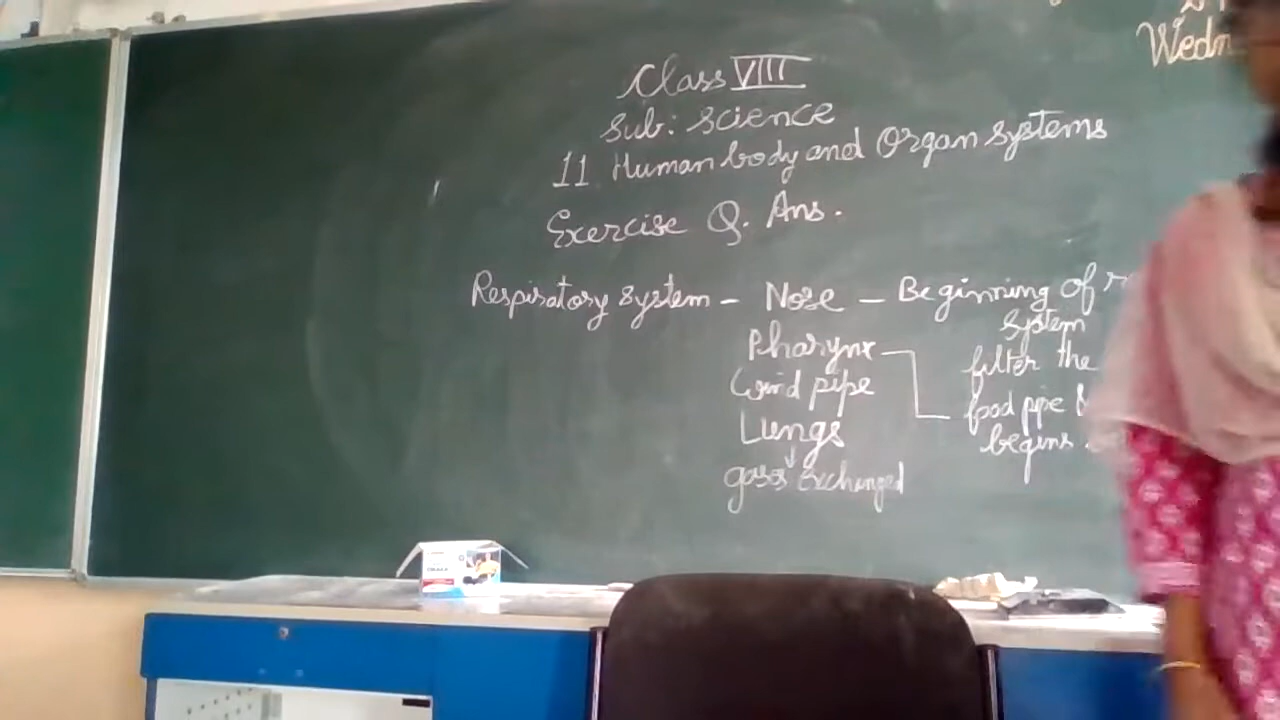 Wedn
Class VIII
Sub: Science
11 Human body and Organ systems
Exercise Q. Ans.
Respiratory system - Nose - Beginning of r
system
Pharynx
filter the
Wind pipe
food pipe
Lungs
begins.
gases exchanged